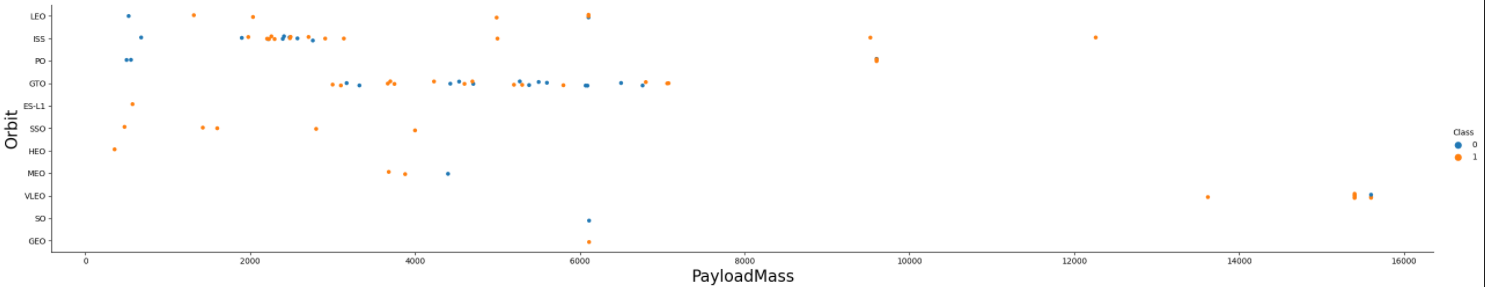 Orbit
LEO
ISS
PO
GTO
ES-L1
SSO
HEO
MEO
VLEO
SO
GEO
0 2000 4000 6000 8000 10000 12000 14000 16000
PayloadMass
Class
0
1